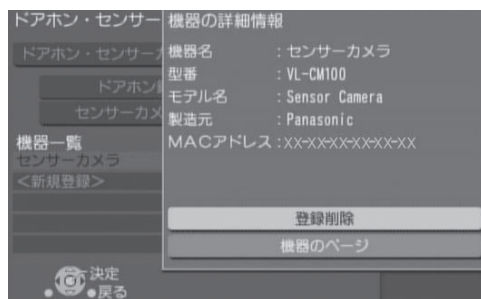 ドアホン・センサー
ドアホン・センサーカ
ドアホン
センサーカメ
機器一覧
センサーカメラ
<新規登録>
決定
戻る
機器の詳細情報
機器名 :センサーカメラ
型番 :VL-CM100
モデル名 :Sensor Camera
製造元 :Panasonic
MACアドレス:XX-XX-XX-XX-XX-XX
登録削除
機器のページ